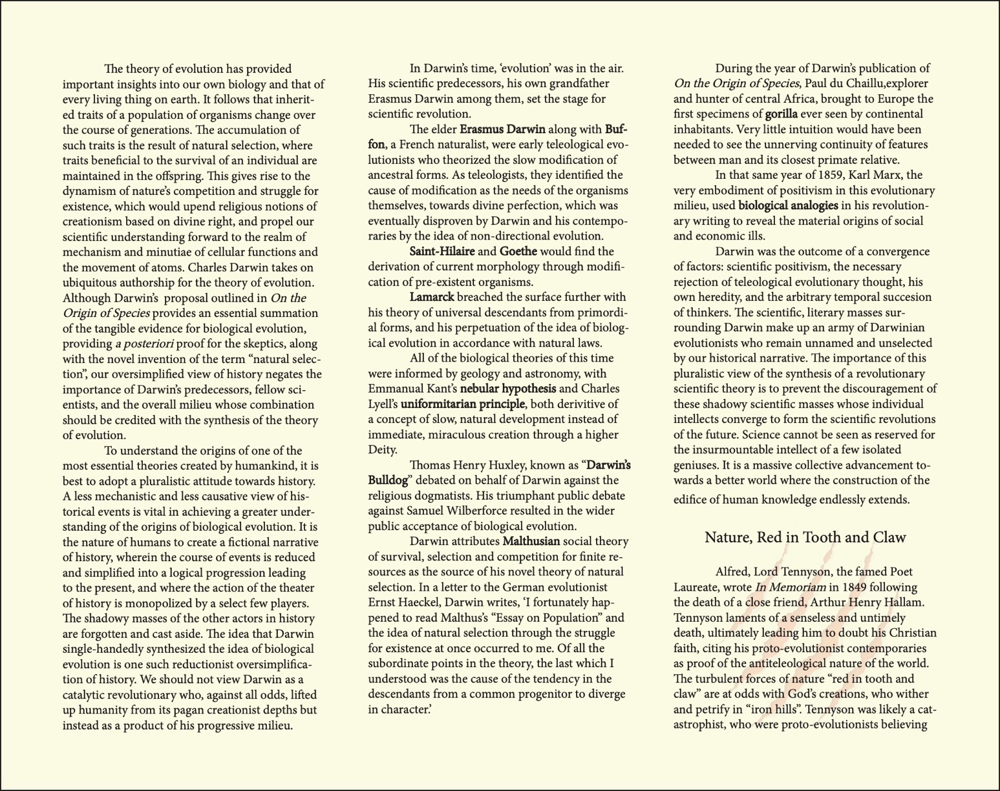 The theory of evolution has provided
important insights into our own biology and that of
every living thing on earth. It follows that inherit-
ed traits of a population of organisms change over
the course of generations. The accumulation of
such traits is the result of natural selection, where
traits beneficial to the survival of an individual are
maintained in the offspring. This gives rise to the
dynamism of nature's competition and struggle for
existence, which would upend religious notions of
creationism based on divine right, and propel our
scientific understanding forward to the realm of
mechanism and minutiae of cellular functions and
the movement of atoms. Charles Darwin takes on
ubiquitous authorship for the theory of evolution.
Although Darwin's  proposal outlined in On the
Origin of Species provides an essential summation
of the tangible evidence for biological evolution,
providing a posteriori proof for the skeptics, along
with the novel invention of the term “natural selec-
tion”, our oversimplified view of history negates the
importance of Darwin's predecessors, fellow sci-
entists, and the overall milieu whose combination
should be credited with the synthesis of the theory
of evolution.
To understand the origins of one of the
most essential theories created by humankind, it is
best to adopt a pluralistic attitude towards history.
A less mechanistic and less causative view of his-
torical events is vital in achieving a greater under-
standing of the origins of biological evolution. It is
the nature of humans to create a fictional narrative
of history, wherein the course of events is reduced
and simplified into a logical progression leading
to the present, and where the action of the theater
of history is monopolized by a select few players.
The shadowy masses of the other actors in history
are forgotten and cast aside. The idea that Darwin
single-handedly synthesized the idea of biological
evolution is one such reductionist oversimplifica-
tion of history. We should not view Darwin as a
catalytic revolutionary who, against all odds, lifted
up humanity from its pagan creationist depths but
instead as a product of his progressive milieu.
In Darwin's time, ‘evolution’ was in the air.
His scientific predecessors, his own grandfather
Erasmus Darwin among them, set the stage for
scientific revolution.
The elder Erasmus Darwin along with Buf-
fon, a French naturalist, were early teleological evo-
lutionists who theorized the slow modification of
ancestral forms. As teleologists, they identified the
cause of modification as the needs of the organisms
themselves, towards divine perfection, which was
eventually disproven by Darwin and his contempo-
raries by the idea of non-directional evolution.
Saint-Hilaire and Goethe would find the
derivation of current morphology through modifi-
cation of pre-existent organisms.
Lamarck breached the surface further with
his theory of universal descendants from primordi-
al forms, and his perpetuation of the idea of biolog-
ical evolution in accordance with natural laws.
All of the biological theories of this time
were informed by geology and astronomy, with
Emmanual Kant's nebular hypothesis and Charles
Lyell's uniformitarian principle, both derivitive of
a concept of slow, natural development instead of
immediate, miraculous creation through a higher
Deity.
Thomas Henry Huxley, known as “Darwin's
Bulldog” debated on behalf of Darwin against the
religious dogmatists. His triumphant public debate
against Samuel Wilberforce resulted in the wider
public acceptance of biological evolution.
Darwin attributes Malthusian social theory
of survival, selection and competition for finite re-
sources as the source of his novel theory of natural
selection. In a letter to the German evolutionist
Ernst Haeckel, Darwin writes, ‘I fortunately hap-
pened to read Malthus's “Essay on Population” and
the idea of natural selection through the struggle
for existence at once occurred to me. Of all the
subordinate points in the theory, the last which I
understood was the cause of the tendency in the
descendants from a common progenitor to diverge
in character.’
During the year of Darwin's publication of
On the Origin of Species, Paul du Chaillu,explorer
and hunter of central Africa, brought to Europe the
first specimens of gorilla ever seen by continental
inhabitants. Very little intuition would have been
needed to see the unnerving continuity of features
between man and its closest primate relative.
In that same year of 1859, Karl Marx, the
very embodiment of positivism in this evolutionary
milieu, used biological analogies in his revolution-
ary writing to reveal the material origins of social
and economic ills.
Darwin was the outcome of a convergence
of factors: scientific positivism, the necessary
rejection of teleological evolutionary thought, his
own heredity, and the arbitrary temporal succesion
of thinkers. The scientific, literary masses sur-
rounding Darwin make up an army of Darwinian
evolutionists who remain unnamed and unselected
by our historical narrative. The importance of this
pluralistic view of the synthesis of a revolutionary
scientific theory is to prevent the discouragement of
these shadowy scientific masses whose individual
intellects converge to form the scientific revolutions
of the future. Science cannot be seen as reserved for
the insurmountable intellect of a few isolated
geniuses. It is a massive collective advancement to-
wards a better world where the construction of the
edifice of human knowledge endlessly extends.
Nature, Red in Tooth and Claw
Alfred, Lord Tennyson, the famed Poet
Laureate, wrote In Memoriam in 1849 following
the death of a close friend, Arthur Henry Hallam.
Tennyson laments of a senseless and untimely
death, ultimately leading him to doubt his Christian
faith, citing his proto-evolutionist contemporaries
as proof of the antiteleological nature of the world.
The turbulent forces of nature “red in tooth and
claw” are at odds with God's creations, who wither
and petrify in “iron hills”. Tennyson was likely a cat-
astrophist, who were proto-evolutionists believing